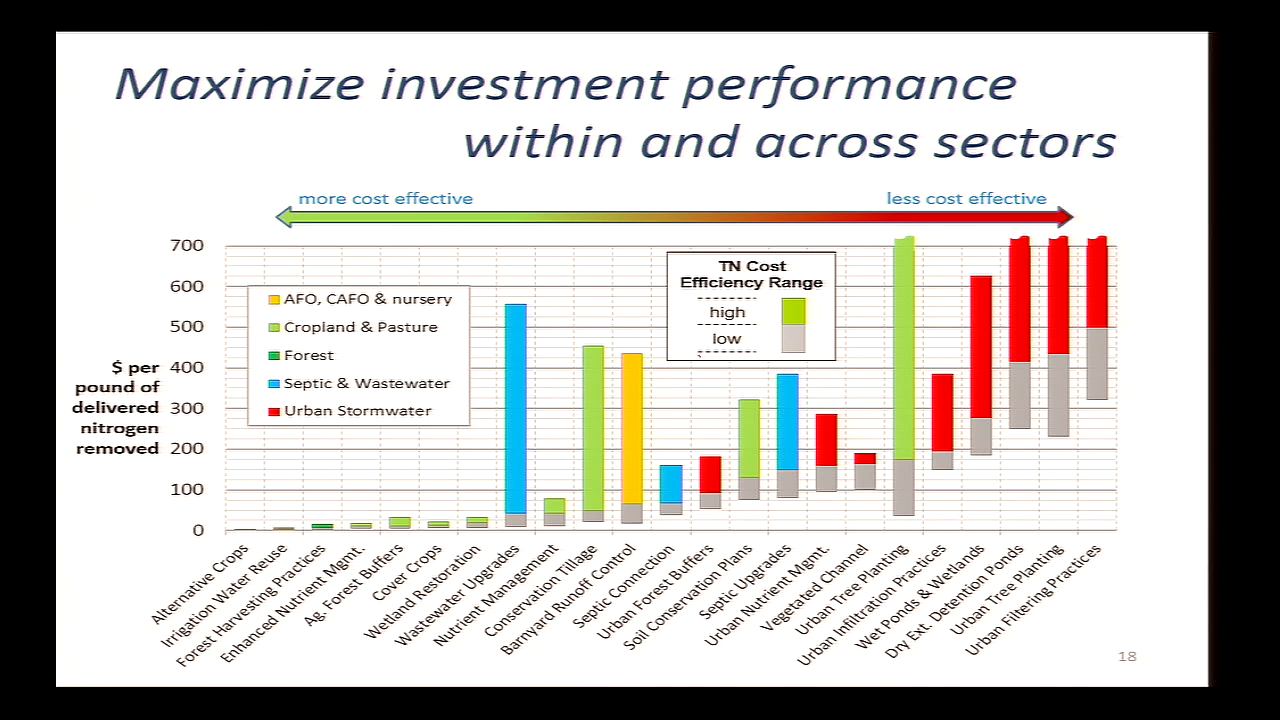 Maximize investment performance
within and across sectors
more cost effective
less cost effective
700
600
500
400
300
200
100
0
$ per
pound of
delivered
nitrogen
removed
AFO, CAFO & nursery
Cropland & Pasture
Forest
Septic & Wastewater
Urban Stormwater
TN Cost
Efficiency Range
high
low
Alternative Crops
Irrigation Water Reuse
Forest Harvesting Practices
Enhanced Nutrient Mgmt.
Ag. Forest Buffers
Cover Crops
Wetland Restoration
Wastewater Upgrades
Nutrient Management
Conservation Tillage
Barnyard Runoff Control
Septic Connection
Urban Forest Buffers
Soil Conservation Plans
Septic Upgrades
Urban Nutrient Mgmt.
Vegetated Channel
Urban Tree Planting
Urban Infiltration Practices
Wet Ponds & Wetlands
Dry Ext. Detention Ponds
Urban Tree Planting
Urban Filtering Practices
18